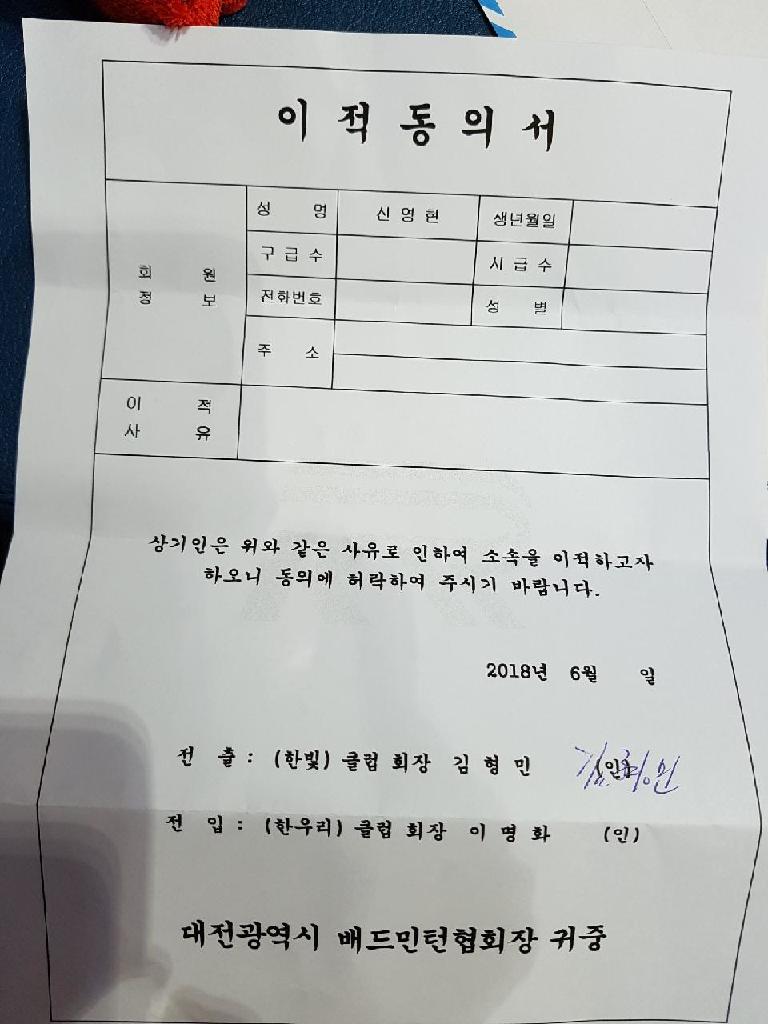 이적동의서
회원정보
성명 신영현 생년월일
구급수 시급수
전화번호 성별
주소
이적사유
상기인은 위와 같은 사유로 인하여 소속을 이적하고자
하오니 동의에 허락하여 주시기 바랍니다.
2018년 6월 일
전 출 : (한빛) 클럽 회장 김형민 (인)
전 입 : (한우리) 클럽 회장 이명화 (인)
대전광역시 배드민턴협회장 귀중